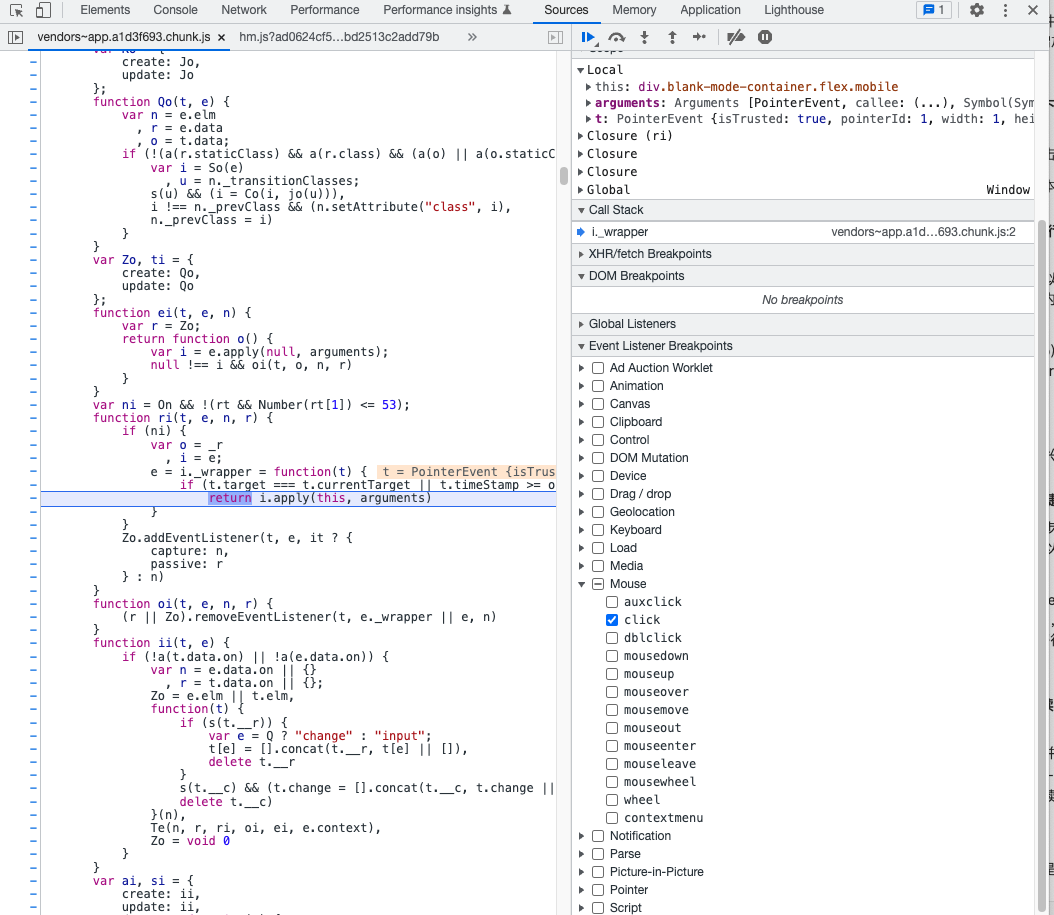 Elements Console Network Performance Performance insights Sources Memory Application Lighthouse 1
vendors~app.a1d3f693.chunk.js × hm.js?ad0624cf5...bd2513c2add79b »
create: Jo,
update: Jo
};
function Qo(t, e) {
var n = e.elm
, r = e.data
, o = t.data;
if (!(a(r.staticClass) && a(r.class) && (a(o) || a(o.staticC
var i = So(e)
, u = n._transitionClasses;
s(u) && (i = Co(i, jo(u))),
i !== n._prevClass && (n.setAttribute("class", i),
n._prevClass = i)
}
}
var Zo, ti = {
create: Qo,
update: Qo
};
function ei(t, e, n) {
var r = Zo;
return function o() {
var i = e.apply(null, arguments);
null !== i && oi(t, o, n, r)
}
}
var ni = On && !(rt && Number(rt[1]) <= 53);
function ri(t, e, n, r) {
if (ni) {
var o = _r
, i = e;
e = i._wrapper = function(t) { t = PointerEvent {isTrus
if (t.target === t.currentTarget || t.timeStamp >= o
return i.apply(this, arguments)
}
}
Zo.addEventListener(t, e, it ? {
capture: n,
passive: r
} : n)
}
function oi(t, e, n, r) {
(r || Zo).removeEventListener(t, e._wrapper || e, n)
}
function ii(t, e) {
if (!a(t.data.on) || !a(e.data.on)) {
var n = e.data.on || {}
, r = t.data.on || {};
Zo = e.elm || t.elm,
function(t) {
if (s(t.__r)) {
var e = Q ? "change" : "input";
t[e] = [].concat(t.__r, t[e] || []),
delete t.__r
}
s(t.__c) && (t.change = [].concat(t.__c, t.change ||
delete t.__c)
}(n),
Te(n, r, ri, oi, ei, e.context),
Zo = void 0
}
}
var ai, si = {
create: ii,
update: ii,
Local
this: div.blank-mode-container.flex.mobile
arguments: Arguments [PointerEvent, callee: (...), Symbol(Sym
t: PointerEvent {isTrusted: true, pointerId: 1, width: 1, hei
Closure (ri)
Closure
Closure
Global Window
Call Stack
i._wrapper vendors~app.a1d...693.chunk.js:2
XHR/fetch Breakpoints
DOM Breakpoints
No breakpoints
Global Listeners
Event Listener Breakpoints
Ad Auction Worklet
Animation
Canvas
Clipboard
Control
DOM Mutation
Device
Drag / drop
Geolocation
Keyboard
Load
Media
Mouse
auxclick
click
dblclick
mousedown
mouseup
mouseover
mousemove
mouseout
mouseenter
mouseleave
mousewheel
wheel
contextmenu
Notification
Parse
Picture-in-Picture
Pointer
Script